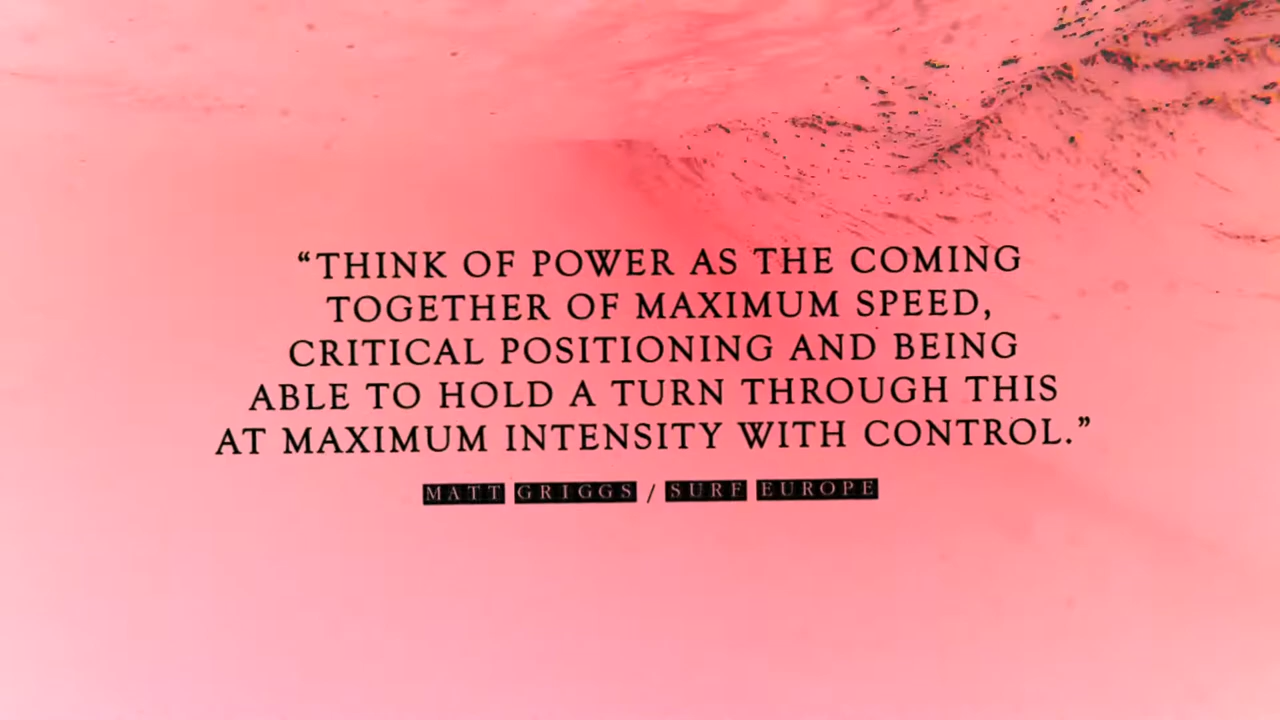 “THINK OF POWER AS THE COMING
TOGETHER OF MAXIMUM SPEED,
CRITICAL POSITIONING AND BEING
ABLE TO HOLD A TURN THROUGH THIS
AT MAXIMUM INTENSITY WITH CONTROL.”
MATT GRIGGS / SURF EUROPE